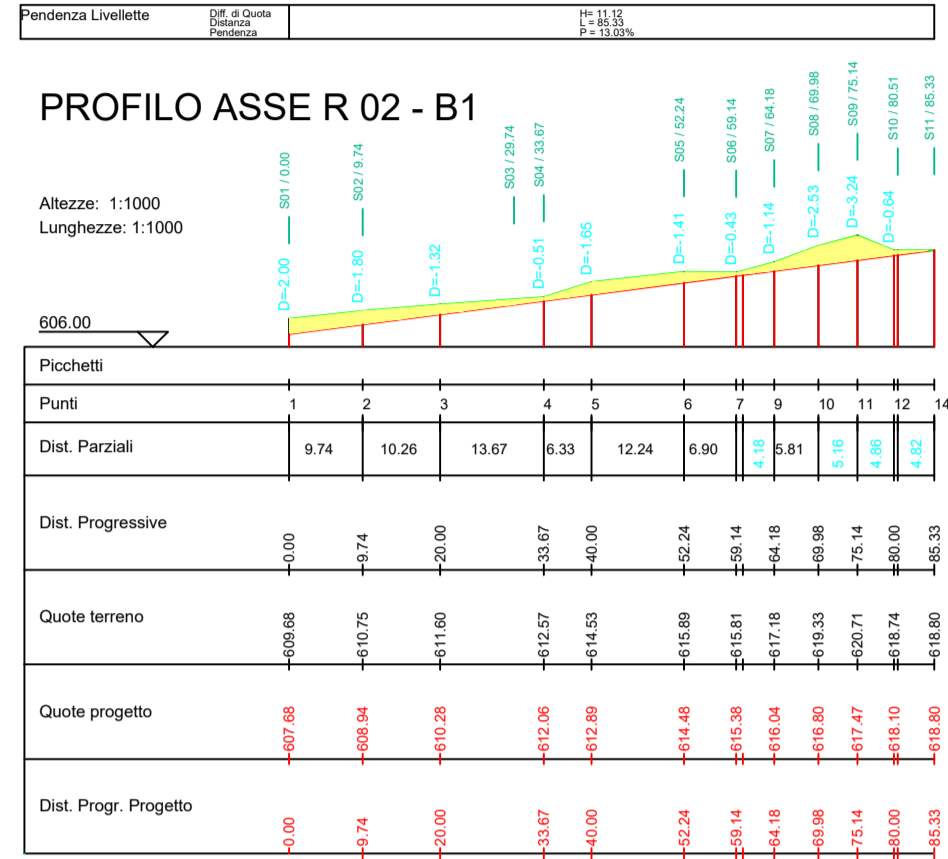 Pendenza Livellette
Diff. di Quota
Distanza
Pendenza
H= 11.12
L = 85.33
P = 13.03%
PROFILO ASSE R 02 - B1
Altezze: 1:1000
Lunghezze: 1:1000
606.00
S01 / 0.00
S02 / 9.74
S03 / 29.74
S04 / 33.67
S05 / 52.24
S06 / 59.14
S07 / 64.18
S08 / 69.98
S09 / 75.14
S10 / 80.51
S11 / 85.33
D=-2.00
D=-1.80
D=-1.32
D=-0.51
D=-1.65
D=-1.41
D=-0.43
D=-1.14
D=-2.53
D=-3.24
D=-0.64
Picchetti
Punti 1 2 3 4 5 6 7 9 10 11 12 14
Dist. Parziali 9.74 10.26 13.67 6.33 12.24 6.90 4.18 5.81 5.16 4.86 4.82
Dist. Progressive 0.00 9.74 20.00 33.67 40.00 52.24 59.14 64.18 69.98 75.14 80.00 85.33
Quote terreno 609.68 610.75 611.60 612.57 614.53 615.89 615.81 617.18 619.33 620.71 618.74 618.80
Quote progetto 607.68 608.94 610.28 612.06 612.89 614.48 615.38 616.04 616.80 617.47 618.10 618.80
Dist. Progr. Progetto 0.00 9.74 20.00 33.67 40.00 52.24 59.14 64.18 69.98 75.14 80.00 85.33